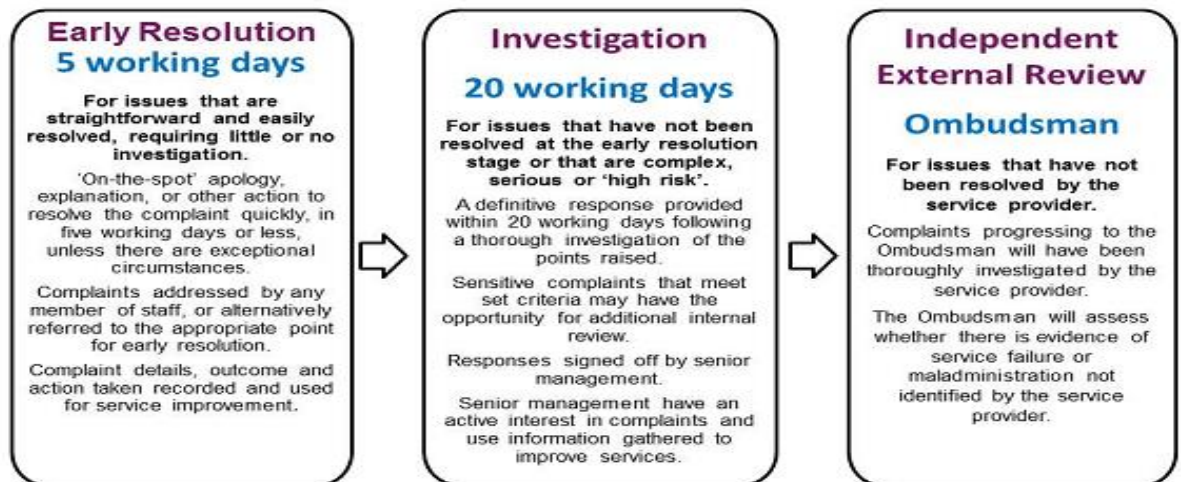 Early Resolution
5 working days
For issues that are
straightforward and easily
resolved, requiring little or no
investigation.
‘On-the-spot’ apology,
explanation, or other action to
resolve the complaint quickly, in
five working days or less,
unless there are exceptional
circumstances.
Complaints addressed by any
member of staff, or alternatively
referred to the appropriate point
for early resolution.
Complaint details, outcome and
action taken recorded and used
for service improvement.
Investigation
20 working days
For issues that have not been
resolved at the early resolution
stage or that are complex,
serious or ‘high risk’.
A definitive response provided
within 20 working days following
a thorough investigation of the
points raised.
Sensitive complaints that meet
set criteria may have the
opportunity for additional internal
review.
Responses signed off by senior
management.
Senior management have an
active interest in complaints and
use information gathered to
improve services.
Independent
External Review
Ombudsman
For issues that have not
been resolved by the
service provider.
Complaints progressing to the
Ombudsman will have been
thoroughly investigated by the
service provider.
The Ombudsman will assess
whether there is evidence of
service failure or
maladministration not
identified by the service
provider.